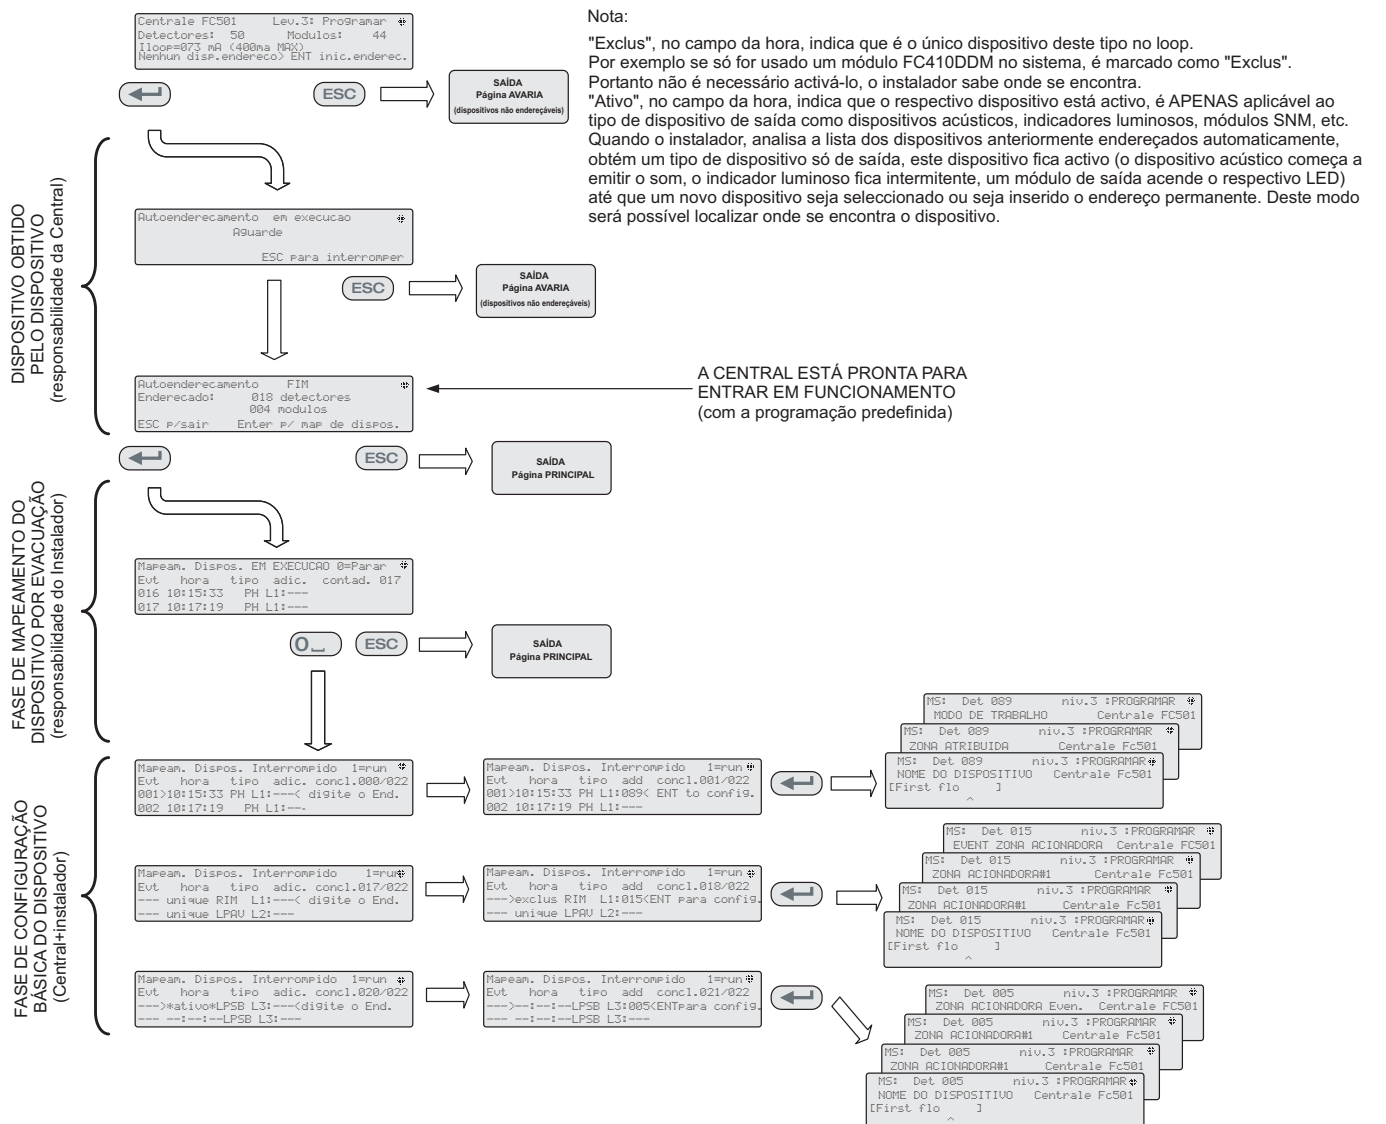 Centrale FC501 Lev.3: Programar
Detectores: 50 Modulos: 44
Iloop=073 mA (400ma MAX)
Nenhun disp.endereco> ENT inic.enderec.
ESC
SAÍDA
Página AVARIA
(dispositivos não endereçáveis)
Nota:
"Exclus", no campo da hora, indica que é o único dispositivo deste tipo no loop.
Por exemplo se só for usado um módulo FC410DDM no sistema, é marcado como "Exclus".
Portanto não é necessário activá-lo, o instalador sabe onde se encontra.
"Ativo", no campo da hora, indica que o respectivo dispositivo está activo, é APENAS aplicável ao
tipo de dispositivo de saída como dispositivos acústicos, indicadores luminosos, módulos SNM, etc.
Quando o instalador, analisa a lista dos dispositivos anteriormente endereçados automaticamente,
obtém um tipo de dispositivo só de saída, este dispositivo fica activo (o dispositivo acústico começa a
emitir o som, o indicador luminoso fica intermitente, um módulo de saída acende o respectivo LED)
até que um novo dispositivo seja seleccionado ou seja inserido o endereço permanente. Deste modo
será possível localizar onde se encontra o dispositivo.
DISPOSITIVO OBTIDO
PELO DISPOSITIVO
(responsabilidade da Central)
Autoenderecamento em execucao
Aguarde
ESC para interromper
ESC
SAÍDA
Página AVARIA
(dispositivos não endereçáveis)
Autoenderecamento FIM
Enderecado: 018 detectores
004 modulos
ESC p/sair Enter p/ map de dispos.
A CENTRAL ESTÁ PRONTA PARA
ENTRAR EM FUNCIONAMENTO
(com a programação predefinida)
ESC
SAÍDA
Página PRINCIPAL
FASE DE MAPEAMENTO DO
DISPOSITIVO POR EVACUAÇÃO
(responsabilidade do Instalador)
Mapeam. Dispos. EM EXECUCAO 0=Parar
Evt hora tipo adic. contad. 017
016 10:15:33 PH L1:---
017 10:17:19 PH L1:---
0
ESC
SAÍDA
Página PRINCIPAL
FASE DE CONFIGURAÇÃO
BÁSICA DO DISPOSITIVO
(Central+instalador)
Mapeam. Dispos. Interrompido 1=run
Evt hora tipo adic. concl.000/022
001>10:15:33 PH L1:---< digite o End.
002 10:17:19 PH L1:--.
Mapeam. Dispos. Interrompido 1=run
Evt hora tipo add concl.001/022
001>10:15:33 PH L1:089< ENT to config.
002 10:17:19 PH L1:---
MS: Det 089 niv.3 :PROGRAMAR
MODO DE TRABALHO Centrale FC501
MS: Det 089 niv.3 :PROGRAMAR
ZONA ATRIBUIDA Centrale Fc501
MS: Det 089 niv.3 :PROGRAMAR
NOME DO DISPOSITIVO Centrale Fc501
[First flo ]
^
Mapeam. Dispos. Interrompido 1=run
Evt hora tipo adic. concl.017/022
--- unique RIM L1:---< digite o End.
--- unique LPAV L2:---
Mapeam. Dispos. Interrompido 1=run
Evt hora tipo add concl.018/022
--->exclus RIM L1:015<ENT para config.
--- unique LPAV L2:---
MS: Det 015 niv.3 :PROGRAMAR
EVENT ZONA ACIONADORA Centrale FC501
MS: Det 015 niv.3 :PROGRAMAR
ZONA ACIONADORA#1 Centrale Fc501
MS: Det 015 niv.3 :PROGRAMAR
ZONA ACIONADORA#1 Centrale Fc501
MS: Det 015 niv.3 :PROGRAMAR
NOME DO DISPOSITIVO Centrale Fc501
[First flo ]
^
Mapeam. Dispos. Interrompido 1=run
Evt hora tipo adic. concl.020/022
--->*ativo*LPSB L3:---<digite o End.
--- --:--:--LPSB L3:---
Mapeam. Dispos. Interrompido 1=run
Evt hora tipo add concl.021/022
--->--:--:--LPSB L3:005<ENTpara config.
--- --:--:--LPSB L3:---
MS: Det 005 niv.3 :PROGRAMAR
ZONA ACIONADORA Even. Centrale FC501
MS: Det 005 niv.3 :PROGRAMAR
ZONA ACIONADORA#1 Centrale Fc501
MS: Det 005 niv.3 :PROGRAMAR
ZONA ACIONADORA#1 Centrale Fc501
MS: Det 005 niv.3 :PROGRAMAR
NOME DO DISPOSITIVO Centrale Fc501
[First flo ]
^